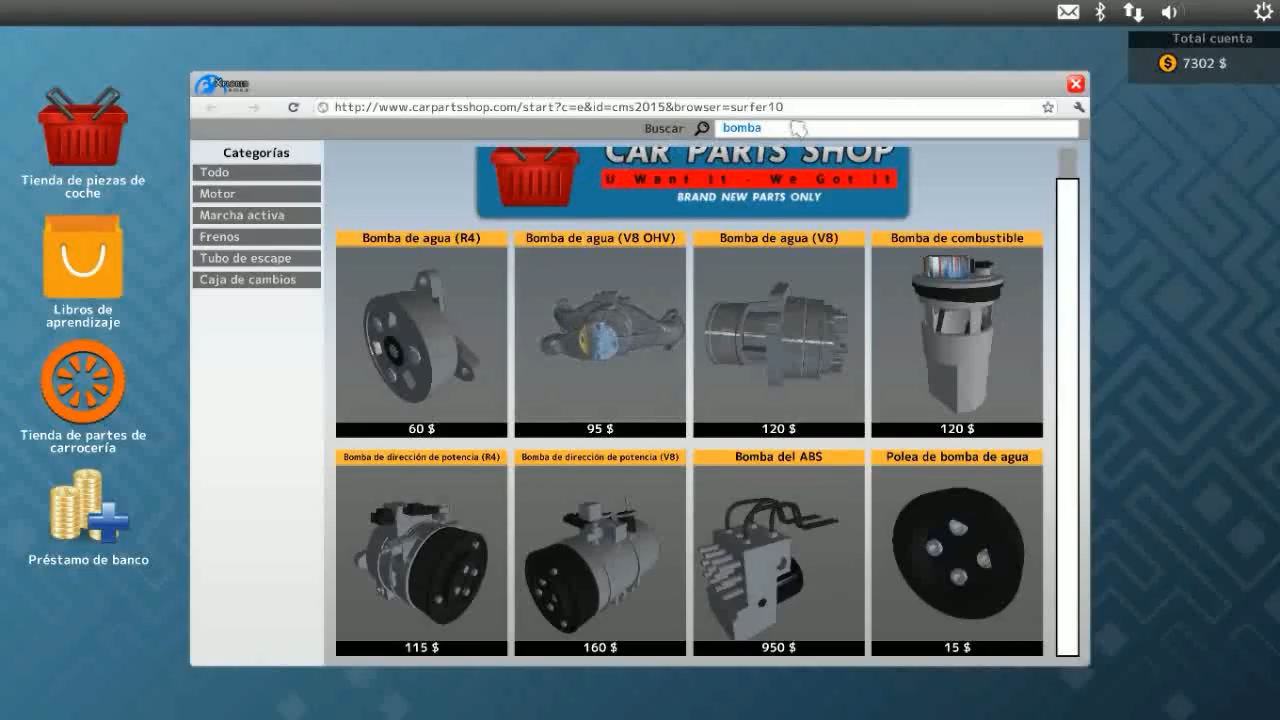 Total cuenta
7302 $
Tienda de piezas de
coche
Libros de
aprendizaje
Tienda de partes de
carrocería
Préstamo de banco
http://www.carpartsshop.com/start?c=e&id=cms2015&browser=surfer10
Buscar
bomba
Categorías
Todo
Motor
Marcha activa
Frenos
Tubo de escape
Caja de cambios
CAR PARTS SHOP
U Want It - We Got It
BRAND NEW PARTS ONLY
Bomba de agua (R4)
60 $
Bomba de agua (V8 OHV)
95 $
Bomba de agua (V8)
120 $
Bomba de combustible
120 $
Bomba de dirección de potencia (R4)
115 $
Bomba de dirección de potencia (V8)
160 $
Bomba del ABS
950 $
Polea de bomba de agua
15 $